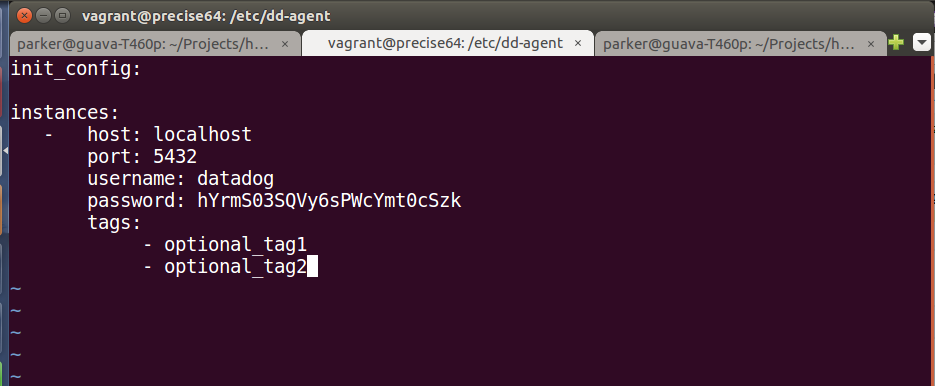 vagrant@precise64: /etc/dd-agent
parker@guava-T460p: ~/Projects/h... × vagrant@precise64: /etc/dd-agent × parker@guava-T460p: ~/Projects/h... ×
init_config:
instances:
- host: localhost
port: 5432
username: datadog
password: hYrmS03SQVy6sPWcYmt0cSzk
tags:
- optional_tag1
- optional_tag2
~
~
~
~
~